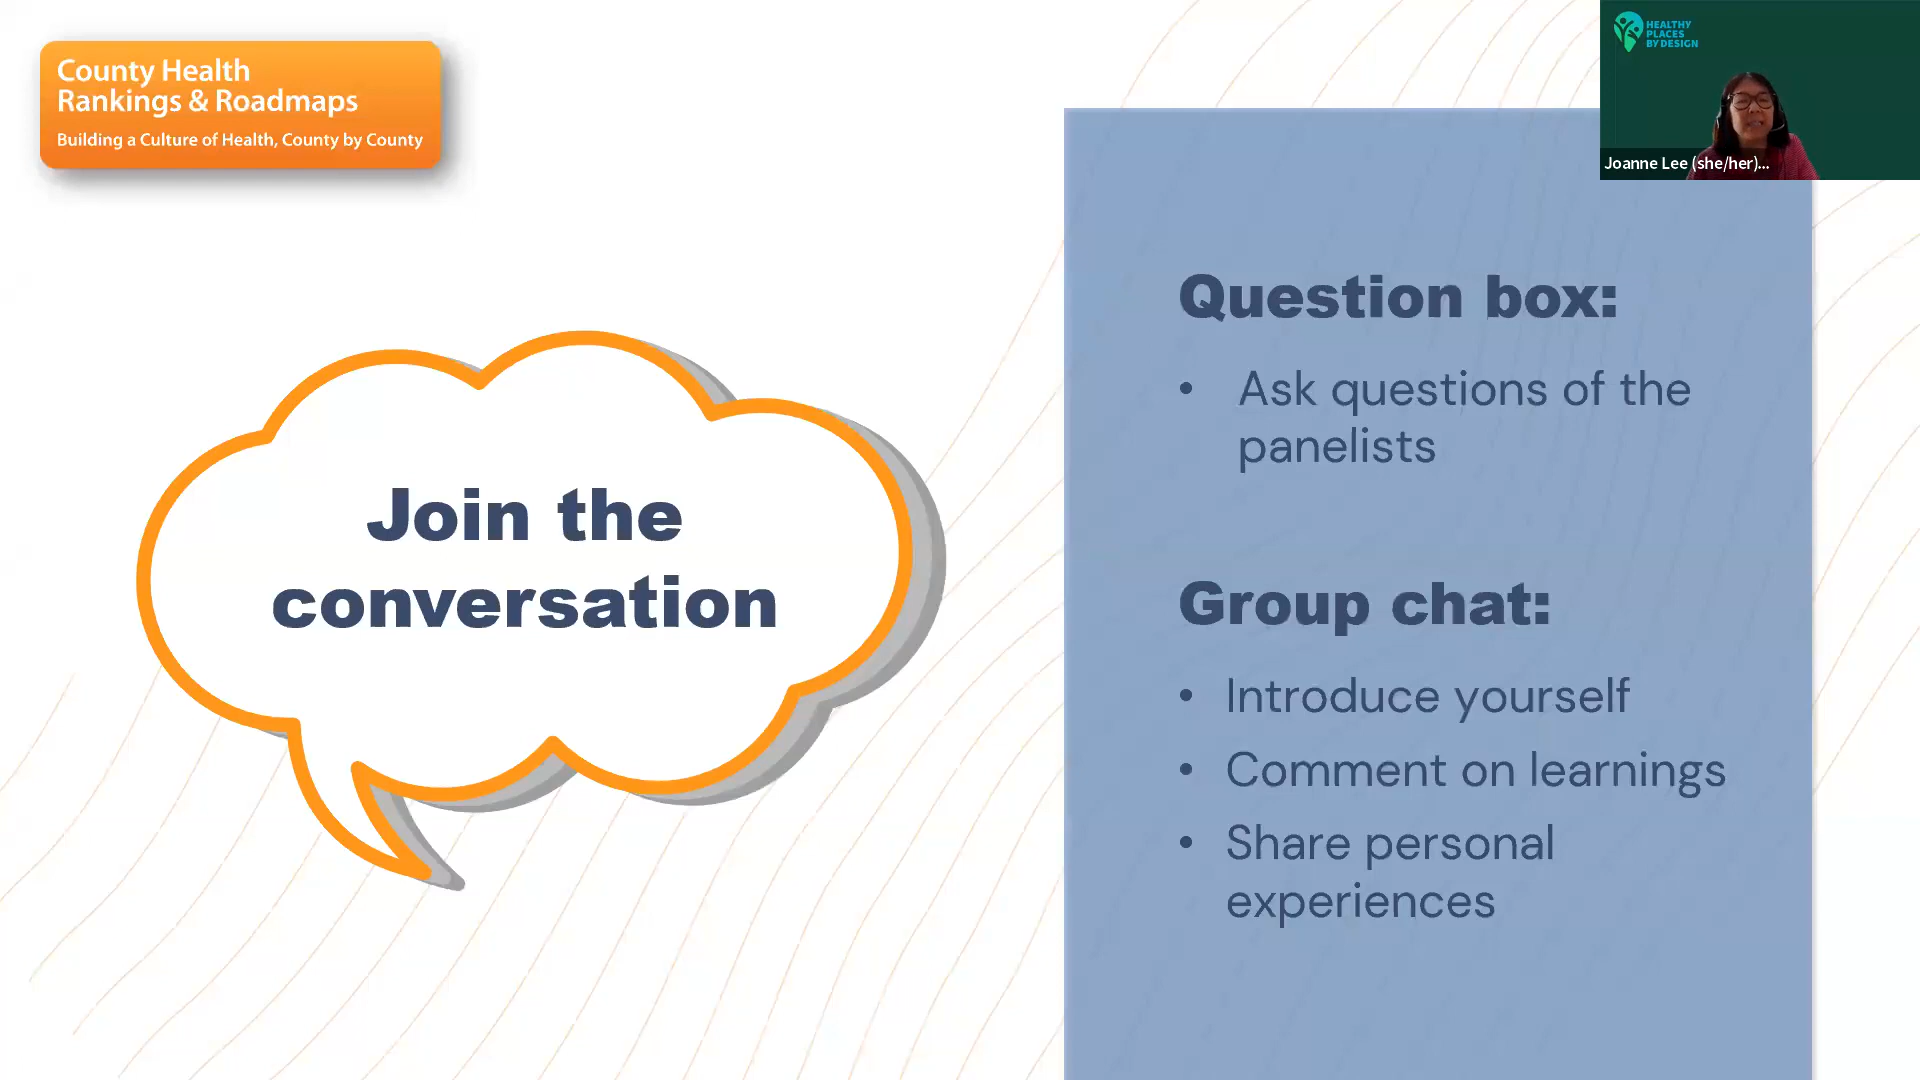 County Health
Rankings & Roadmaps
Building a Culture of Health, County by County
HEALTHY
PLACES
BY DESIGN
Joanne Lee (she/her)...
Join the
conversation
Question box:
• Ask questions of the
panelists
Group chat:
• Introduce yourself
• Comment on learnings
• Share personal
experiences